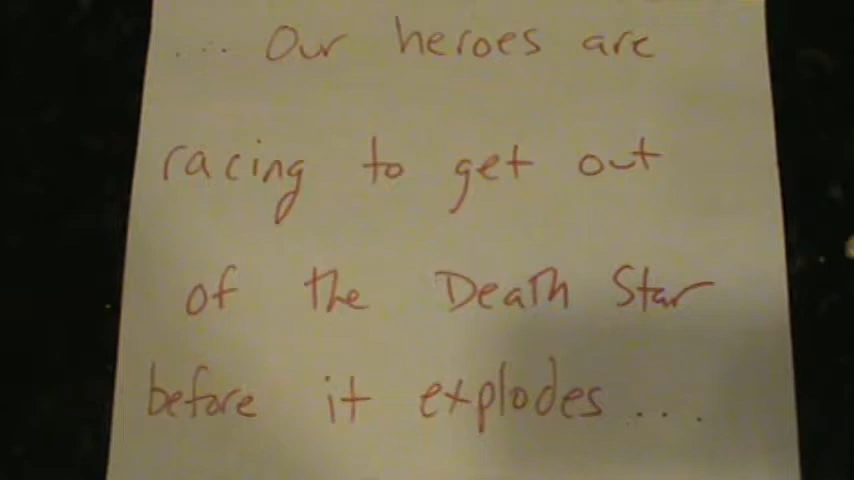 .... Our heroes are
racing to get out
of the Death Star
before it explodes ...